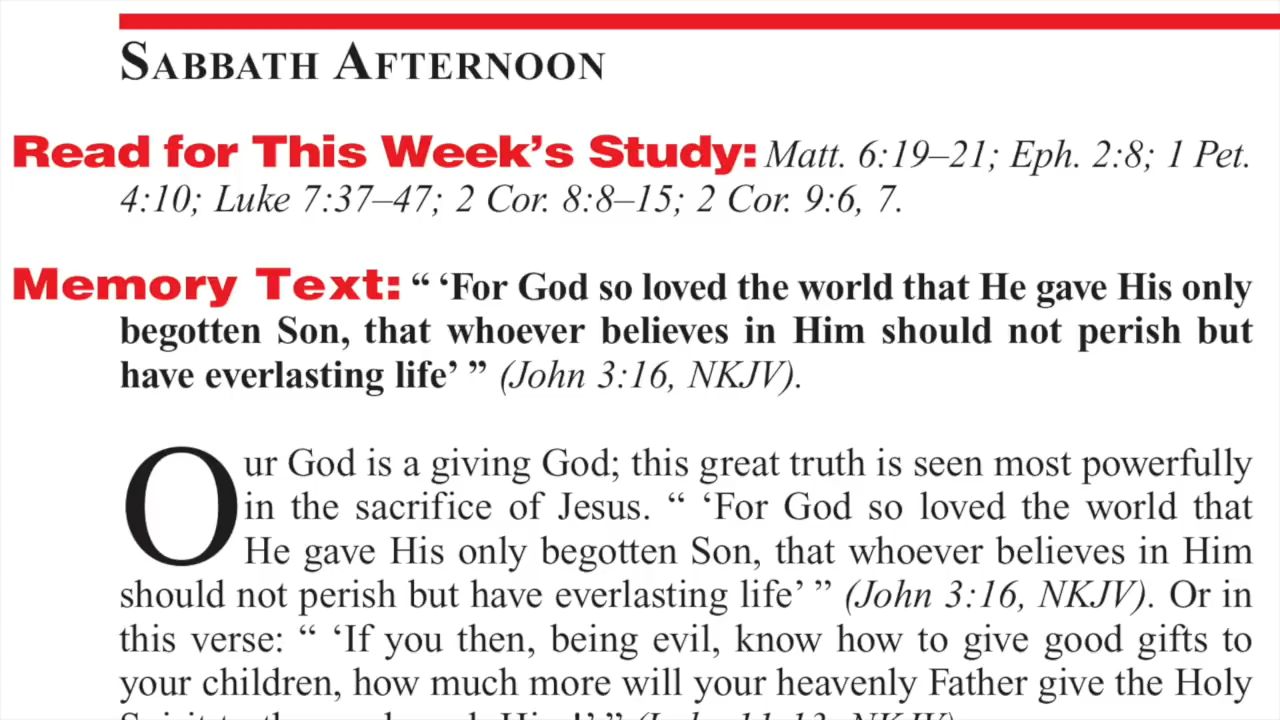 SABBATH AFTERNOON
Read for This Week’s Study: Matt. 6:19–21; Eph. 2:8; 1 Pet.
4:10; Luke 7:37–47; 2 Cor. 8:8–15; 2 Cor. 9:6, 7.
Memory Text: “ ‘For God so loved the world that He gave His only
begotten Son, that whoever believes in Him should not perish but
have everlasting life’ ” (John 3:16, NKJV).
Our God is a giving God; this great truth is seen most powerfully
in the sacrifice of Jesus. “ ‘For God so loved the world that
He gave His only begotten Son, that whoever believes in Him
should not perish but have everlasting life’ ” (John 3:16, NKJV). Or in
this verse: “ ‘If you then, being evil, know how to give good gifts to
your children, how much more will your heavenly Father give the Holy